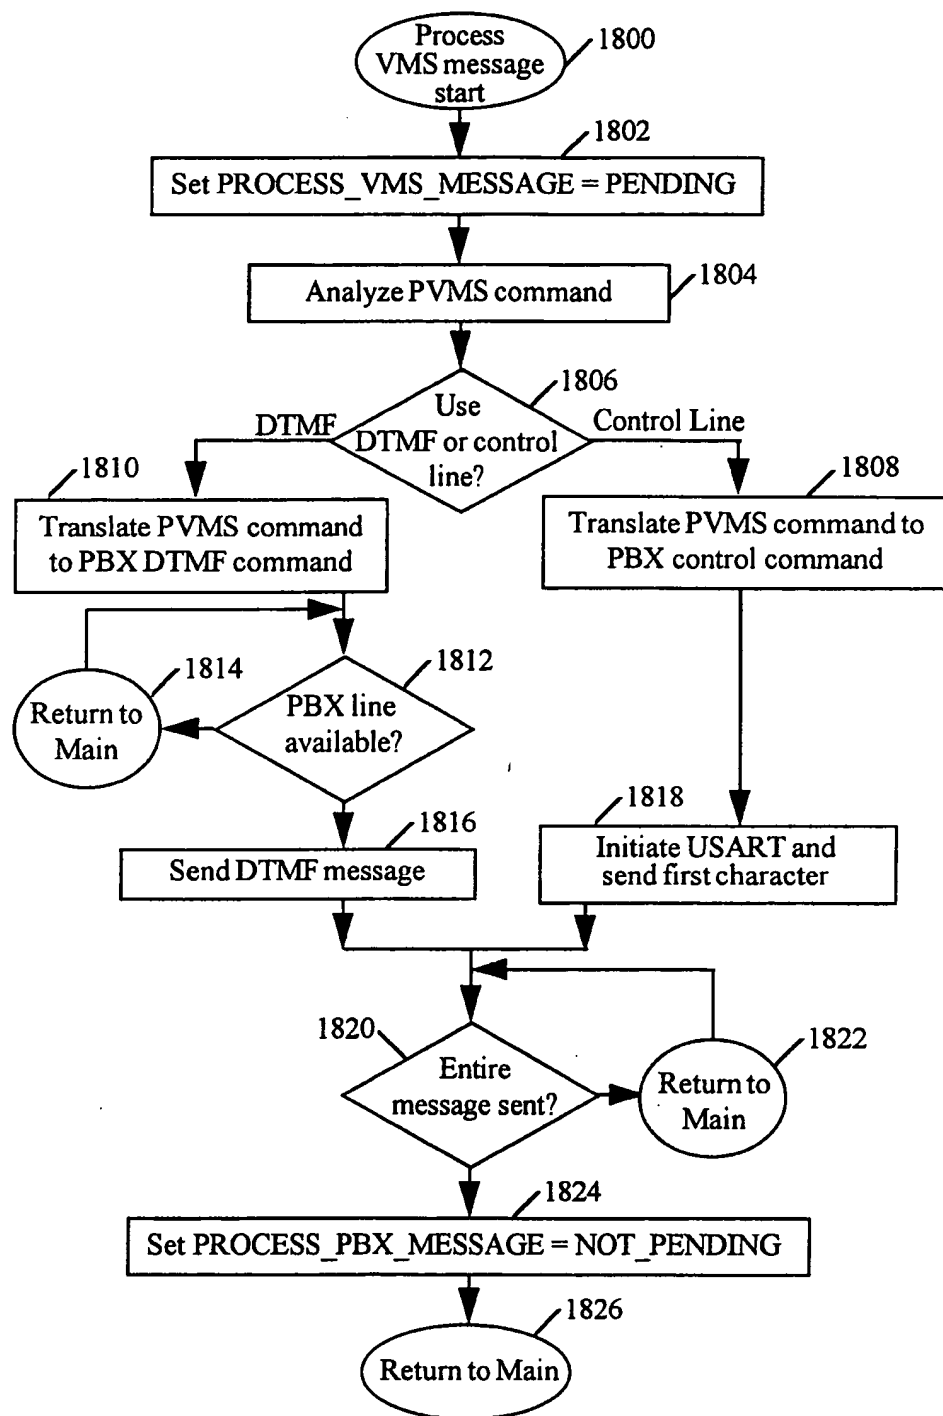 Process
VMS message
start
1800
1802
Set PROCESS_VMS_MESSAGE = PENDING
Analyze PVMS command
1804
1806
Use
DTMF or control
line?
DTMF
Control Line
1810
Translate PVMS command
to PBX DTMF command
1808
Translate PVMS command to
PBX control command
1814
Return to
Main
1812
PBX line
available?
1816
Send DTMF message
1818
Initiate USART and
send first character
1820
Entire
message sent?
1822
Return to
Main
1824
Set PROCESS_PBX_MESSAGE = NOT_PENDING
1826
Return to Main